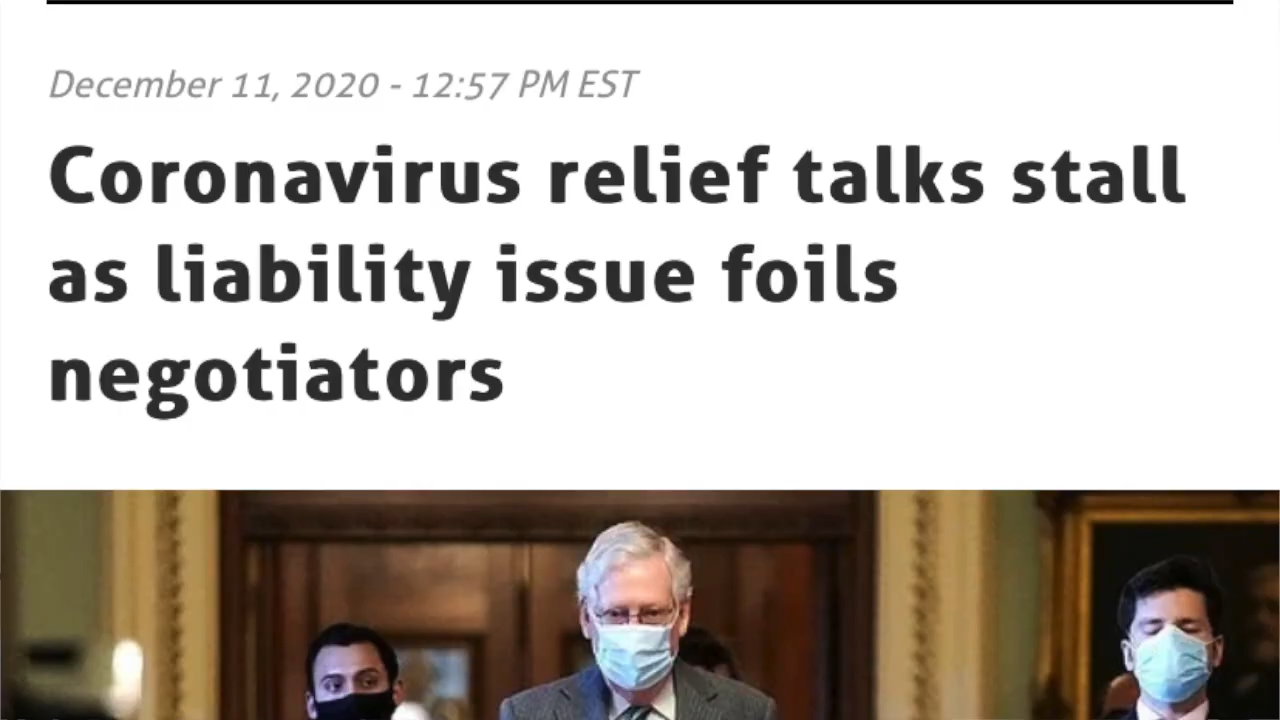 December 11, 2020 - 12:57 PM EST
Coronavirus relief talks stall
as liability issue foils
negotiators